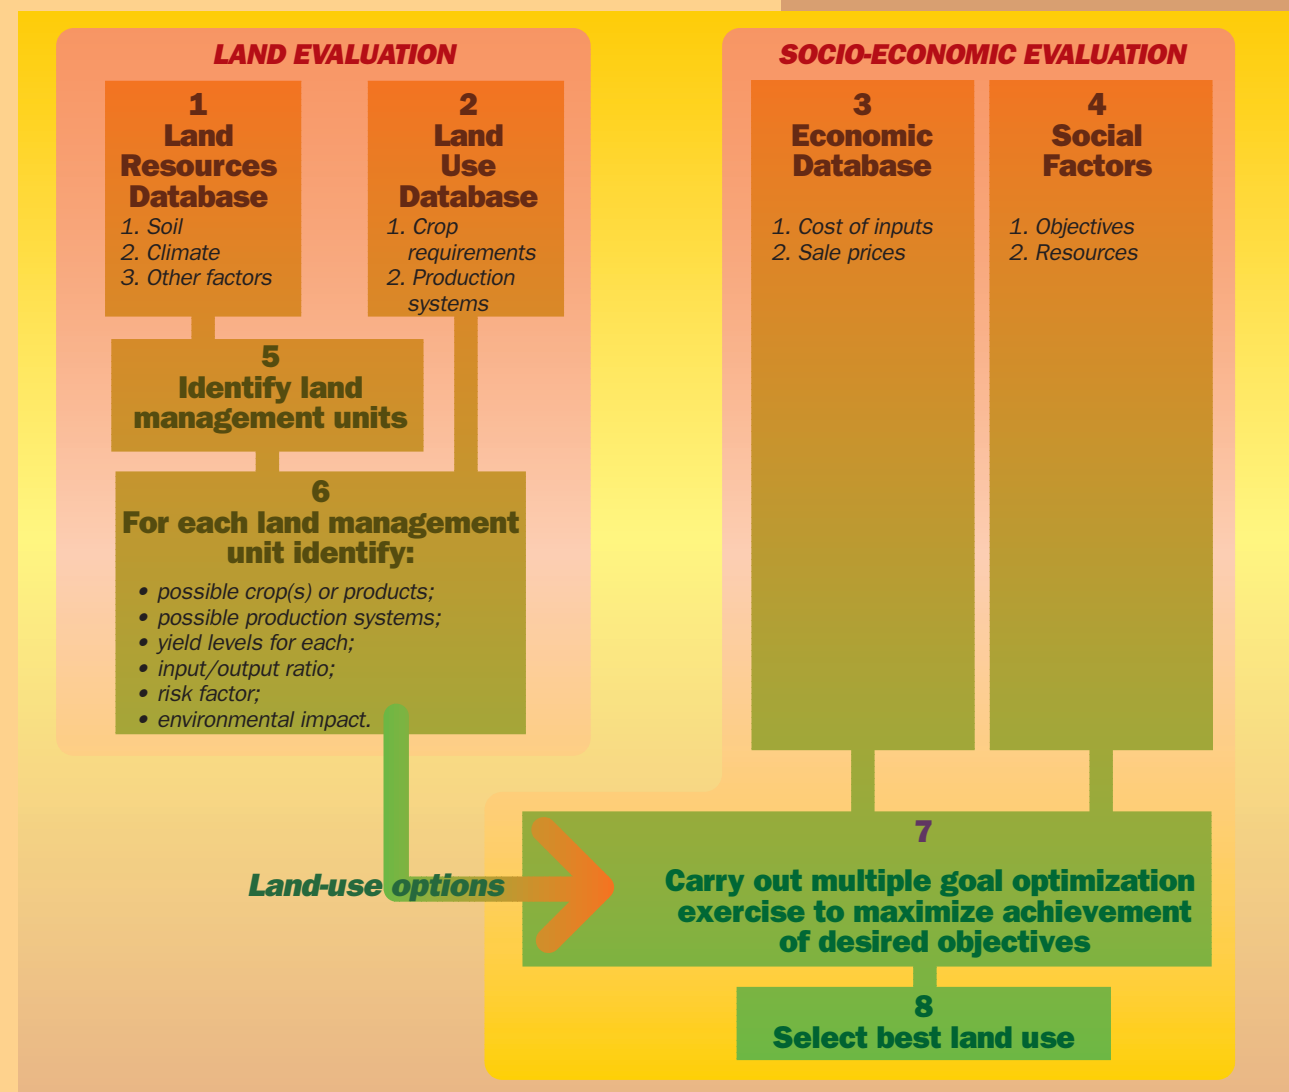 LAND EVALUATION
1
Land
Resources
Database
1. Soil
2. Climate
3. Other factors
2
Land
Use
Database
1. Crop
requirements
2. Production
systems
5
Identify land
management units
6
For each land management
unit identify:
• possible crop(s) or products;
• possible production systems;
• yield levels for each;
• input/output ratio;
• risk factor;
• environmental impact.
SOCIO-ECONOMIC EVALUATION
3
Economic
Database
1. Cost of inputs
2. Sale prices
4
Social
Factors
1. Objectives
2. Resources
Land-use options
7
Carry out multiple goal optimization
exercise to maximize achievement
of desired objectives
8
Select best land use